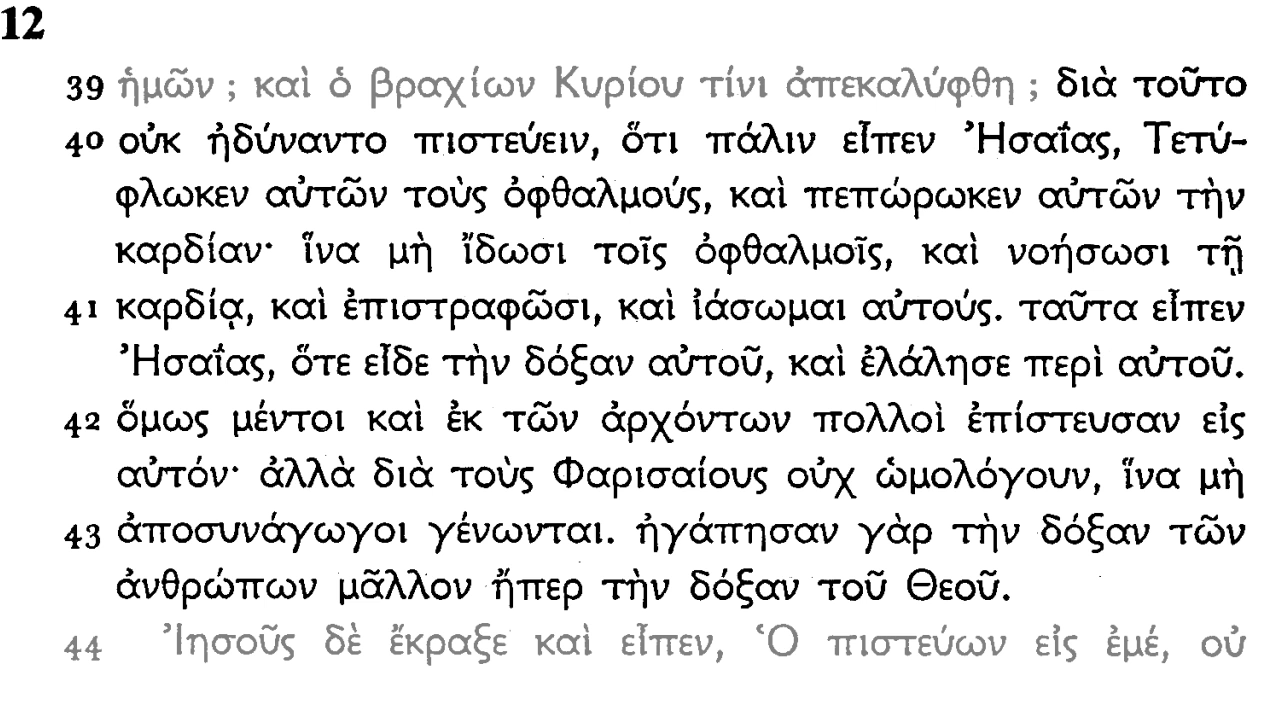 12
39 ἡμῶν ; καὶ ὁ βραχίων Κυρίου τίνι ἀπεκαλύφθη ; διὰ τοῦτο
40 οὐκ ἠδύναντο πιστεύειν, ὅτι πάλιν εἶπεν Ἠσαΐας, Τετύ-
φλωκεν αὐτῶν τοὺς ὀφθαλμούς, καὶ πεπώρωκεν αὐτῶν τὴν
καρδίαν· ἵνα μὴ ἴδωσι τοῖς ὀφθαλμοῖς, καὶ νοήσωσι τῇ
41 καρδίᾳ, καὶ ἐπιστραφῶσι, καὶ ἰάσωμαι αὐτούς. ταῦτα εἶπεν
Ἠσαΐας, ὅτε εἶδε τὴν δόξαν αὐτοῦ, καὶ ἐλάλησε περὶ αὐτοῦ.
42 ὅμως μέντοι καὶ ἐκ τῶν ἀρχόντων πολλοὶ ἐπίστευσαν εἰς
αὐτόν· ἀλλὰ διὰ τοὺς Φαρισαίους οὐχ ὡμολόγουν, ἵνα μὴ
43 ἀποσυνάγωγοι γένωνται. ἠγάπησαν γὰρ τὴν δόξαν τῶν
ἀνθρώπων μᾶλλον ἤπερ τὴν δόξαν τοῦ Θεοῦ.
44 Ἰησοῦς δὲ ἔκραξε καὶ εἶπεν, Ὁ πιστεύων εἰς ἐμέ, οὐ